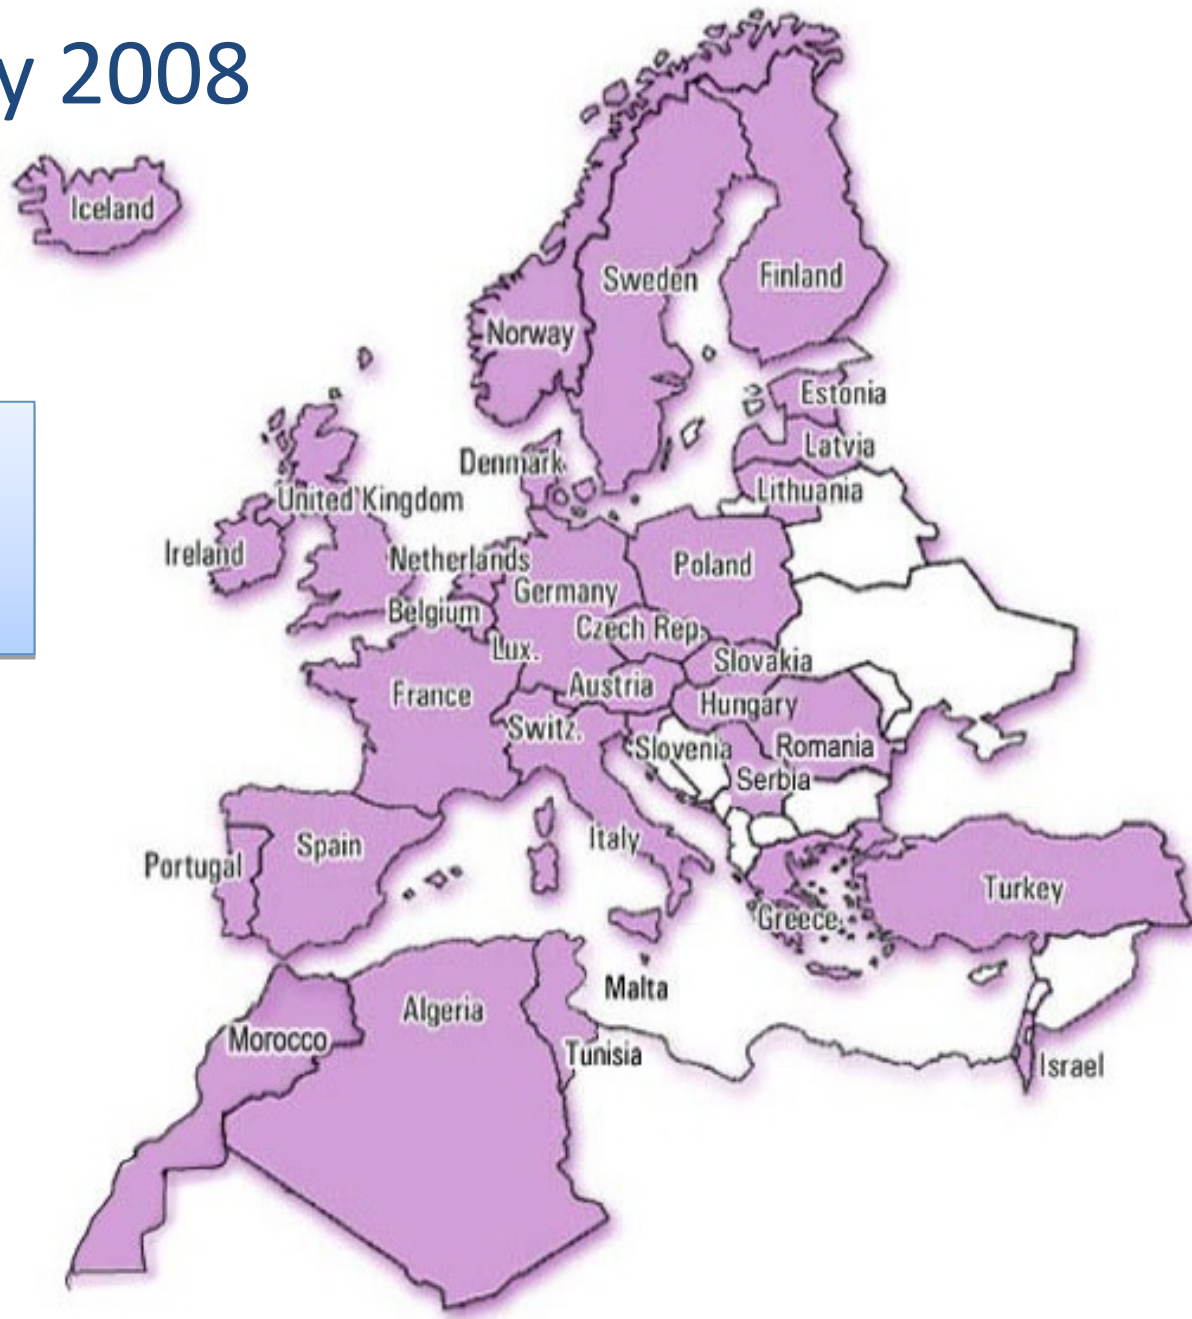 y 2008
Iceland
Sweden
Finland
Norway
Estonia
Latvia
Denmark
Lithuania
United Kingdom
Ireland
Netherlands
Poland
Germany
Belgium
Czech Rep.
Lux.
Slovakia
Austria
France
Hungary
Switz.
Slovenia
Romania
Serbia
Italy
Spain
Portugal
Turkey
Greece
Malta
Algeria
Morocco
Tunisia
Israel